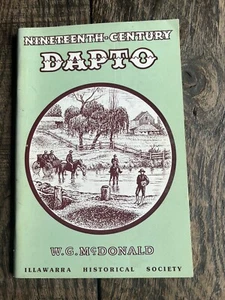 NINETEENTH-CENTURY
DAPTO
W. G. McDONALD
ILLAWARRA HISTORICAL SOCIETY